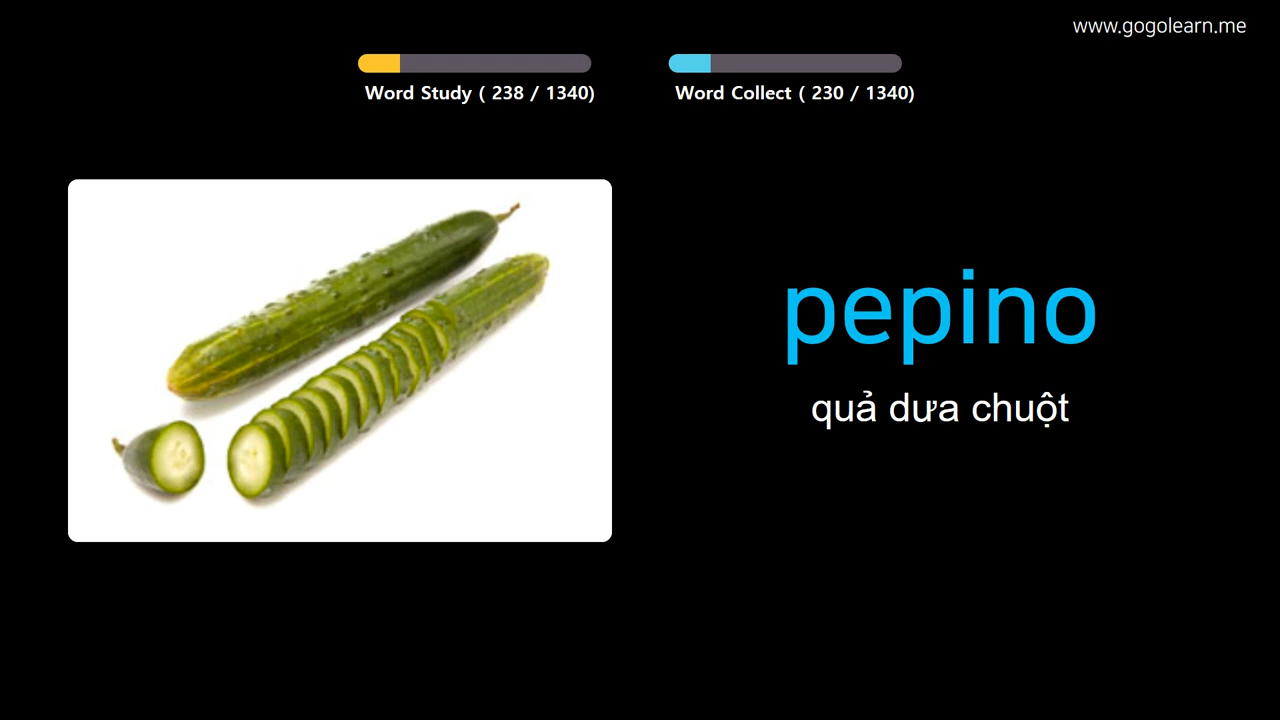 www.gogolearn.me
Word Study ( 238 / 1340)
Word Collect ( 230 / 1340)
pepino
quả dưa chuột